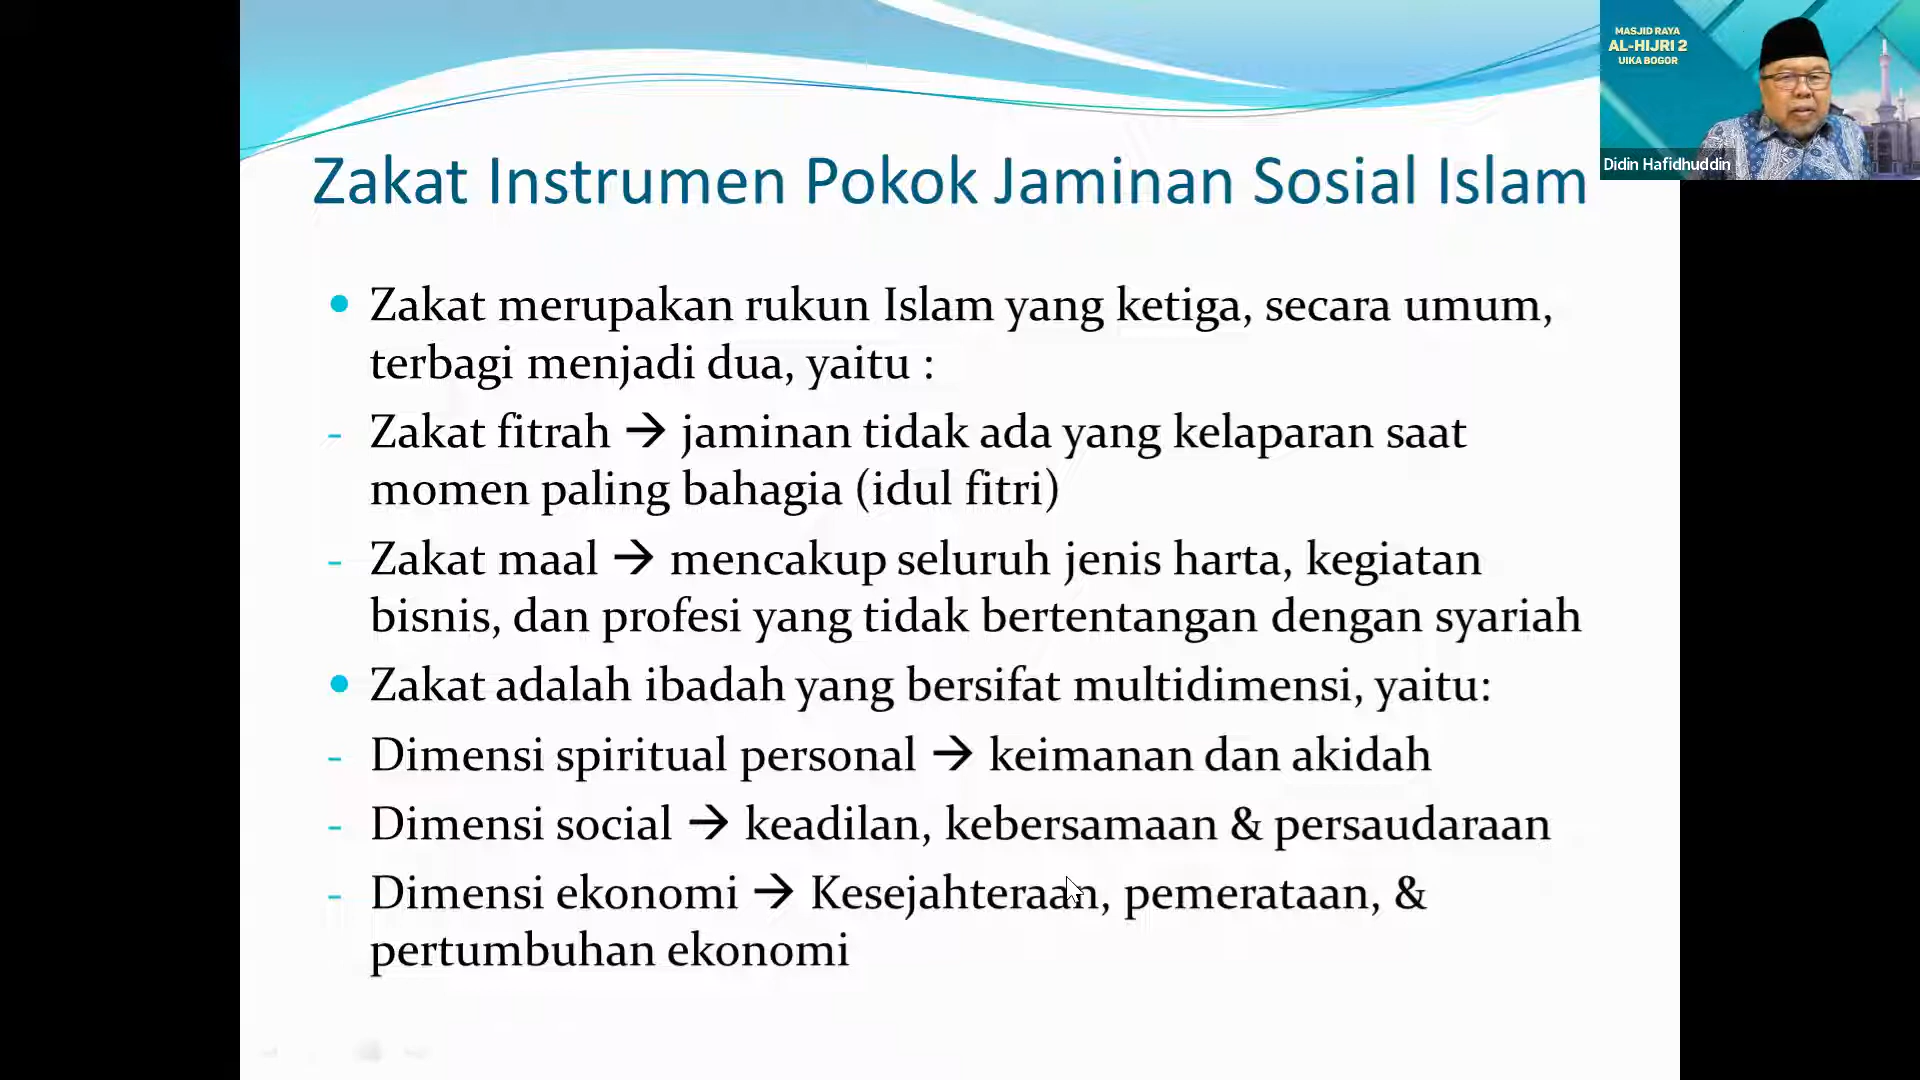 MASJID RAYA
AL-HIJRI 2
UIKA BOGOR
Didin Hafidhuddin
Zakat Instrumen Pokok Jaminan Sosial Islam
• Zakat merupakan rukun Islam yang ketiga, secara umum,
terbagi menjadi dua, yaitu :
- Zakat fitrah → jaminan tidak ada yang kelaparan saat
momen paling bahagia (idul fitri)
- Zakat maal → mencakup seluruh jenis harta, kegiatan
bisnis, dan profesi yang tidak bertentangan dengan syariah
• Zakat adalah ibadah yang bersifat multidimensi, yaitu:
- Dimensi spiritual personal → keimanan dan akidah
- Dimensi social → keadilan, kebersamaan & persaudaraan
- Dimensi ekonomi → Kesejahteraan, pemerataan, &
pertumbuhan ekonomi